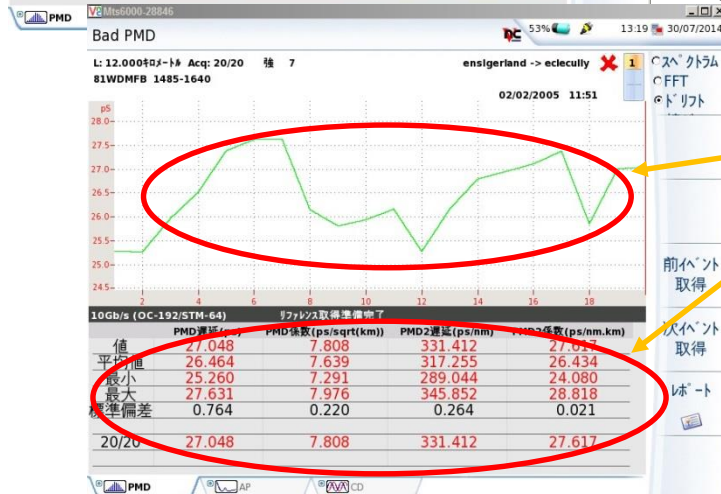 PMD
Mts6000-28846
Bad PMD
53%
13:19 30/07/2014
L: 12.000キロメートル Acq: 20/20 強 7
ensigerland -> eclecully
1
81WDMFB 1485-1640
02/02/2005 11:51
スペクトラム
FFT
ドリフト
pS
28.0
27.5
27.0
26.5
26.0
25.5
25.0
24.5
2 4 6 8 10 12 14 16 18
10Gb/s (OC-192/STM-64) リファレンス取得準備完了
PMD遅延(ps) PMD係数(ps/sqrt(km)) PMD2遅延(ps/nm) PMD2係数(ps/nm.km)
値 27.048 7.808 331.412 27.617
平均値 26.464 7.639 317.255 26.434
最小 25.260 7.291 289.044 24.080
最大 27.631 7.976 345.852 28.818
標準偏差 0.764 0.220 0.264 0.021
20/20 27.048 7.808 331.412 27.617
前イベント
取得
次イベント
取得
レポート
PMD AP CD